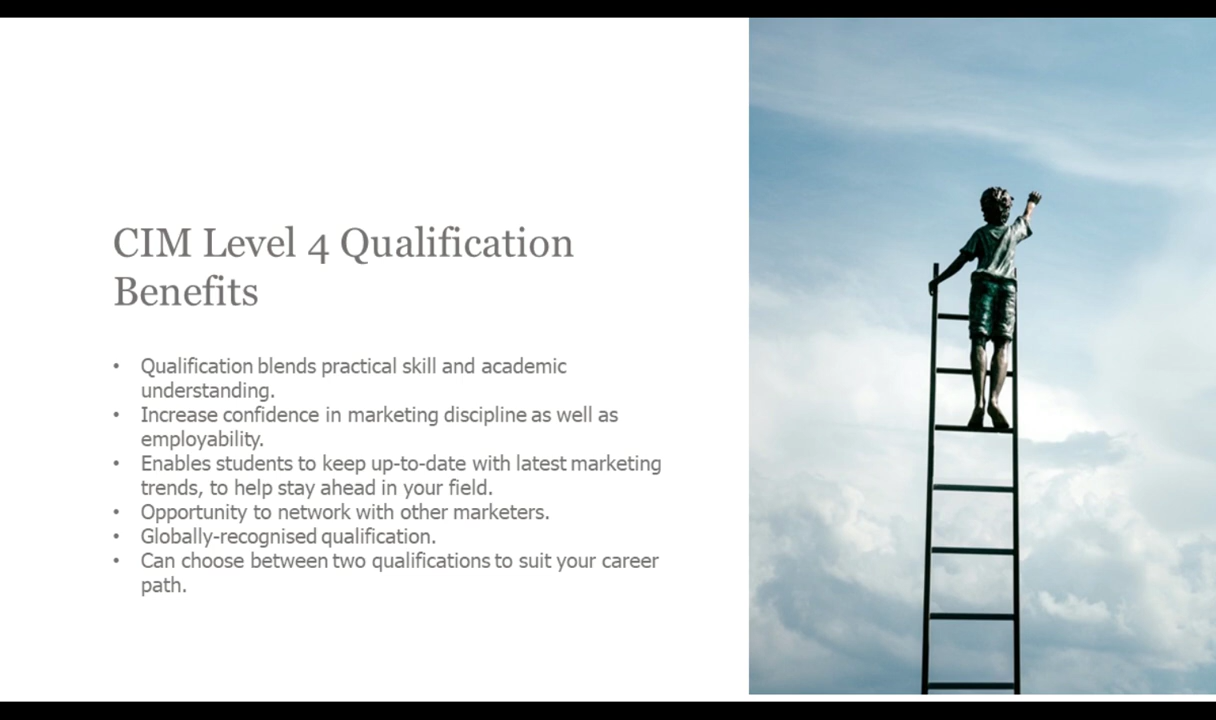 CIM Level 4 Qualification
Benefits
• Qualification blends practical skill and academic
understanding.
• Increase confidence in marketing discipline as well as
employability.
• Enables students to keep up-to-date with latest marketing
trends, to help stay ahead in your field.
• Opportunity to network with other marketers.
• Globally-recognised qualification.
• Can choose between two qualifications to suit your career
path.